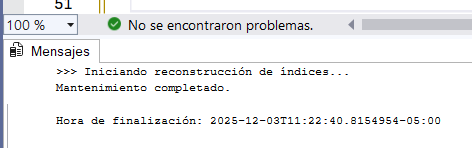 51
100 %
No se encontraron problemas.
Mensajes
>>> Iniciando reconstrucción de índices...
Mantenimiento completado.
Hora de finalización: 2025-12-03T11:22:40.8154954-05:00